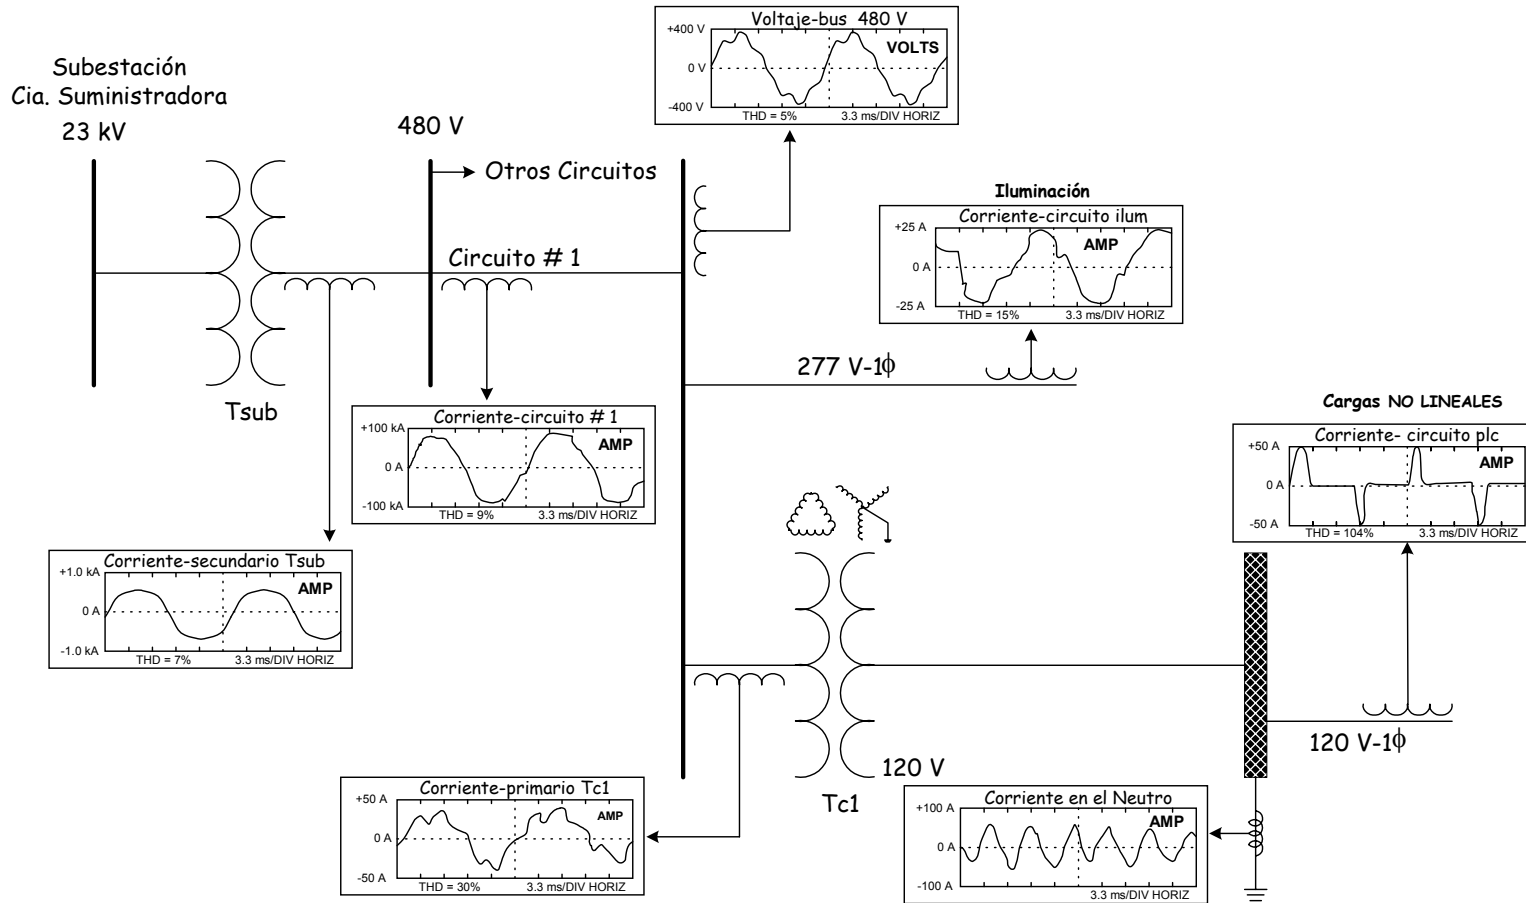 Voltaje-bus 480 V
+400 V
VOLTS
0 V
-400 V
THD = 5%
3.3 ms/DIV HORIZ
Subestación
Cia. Suministradora
23 kV
480 V
Otros Circuitos
Circuito # 1
Tsub
Iluminación
Corriente-circuito ilum
+25 A
AMP
0 A
-25 A
THD = 15%
3.3 ms/DIV HORIZ
277 V-1ϕ
Corriente-circuito # 1
+100 kA
AMP
0 A
-100 kA
THD = 9%
3.3 ms/DIV HORIZ
Cargas NO LINEALES
Corriente- circuito plc
+50 A
AMP
0 A
-50 A
THD = 104%
3.3 ms/DIV HORIZ
Corriente-secundario Tsub
+1.0 kA
AMP
0 A
-1.0 kA
THD = 7%
3.3 ms/DIV HORIZ
120 V-1ϕ
120 V
Tc1
Corriente-primario Tc1
+50 A
AMP
0 A
-50 A
THD = 30%
3.3 ms/DIV HORIZ
Corriente en el Neutro
+100 A
AMP
0 A
-100 A
3.3 ms/DIV HORIZ